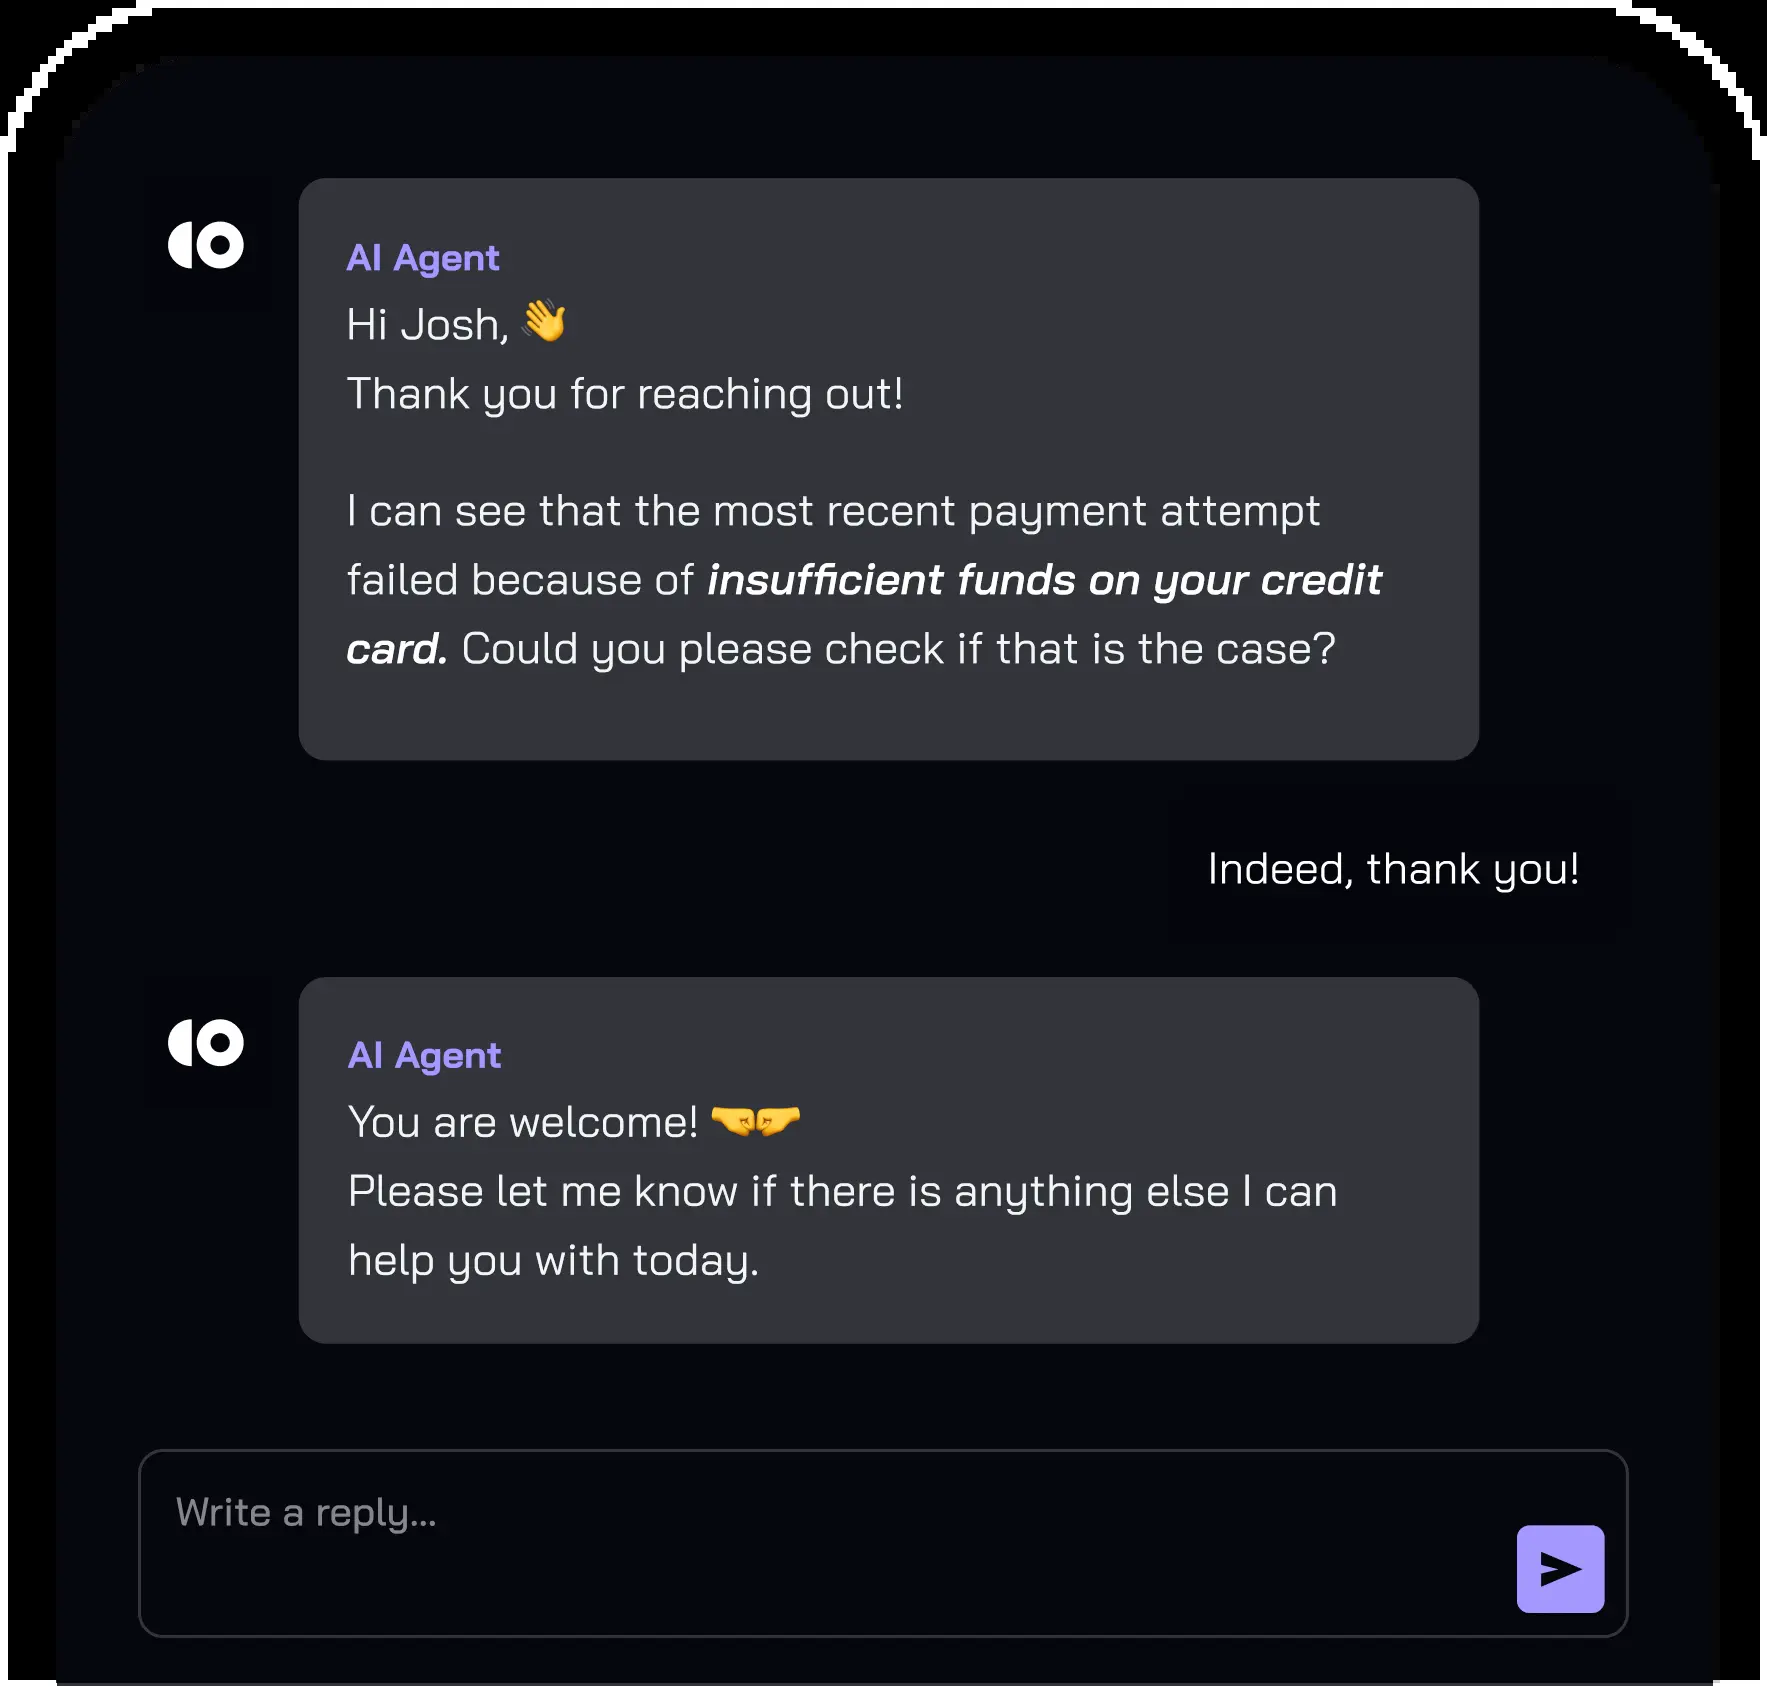 AI Agent
Hi Josh, 👋
Thank you for reaching out!
I can see that the most recent payment attempt
failed because of insufficient funds on your credit
card. Could you please check if that is the case?
Indeed, thank you!
AI Agent
You are welcome! 🤜🤛
Please let me know if there is anything else I can
help you with today.
Write a reply...